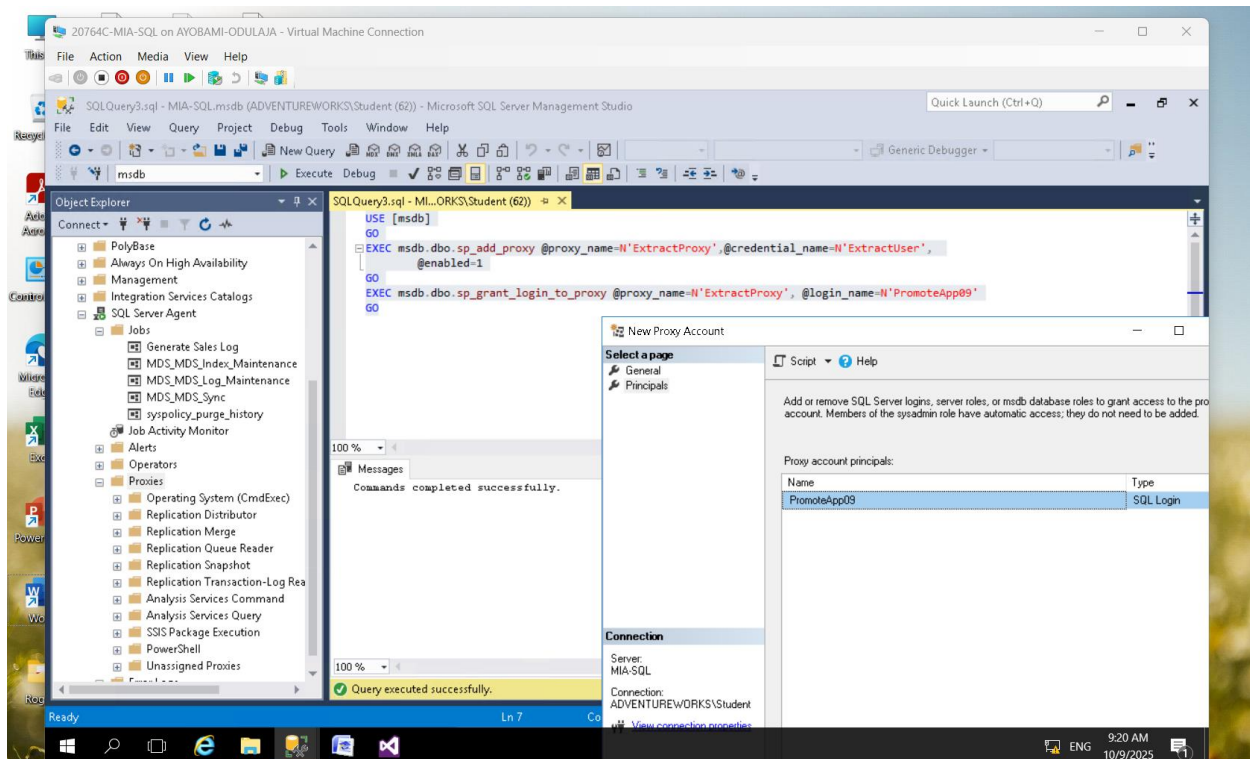 20764C-MIA-SQL on AYOBAMI-ODULAJA - Virtual Machine Connection
File Action Media View Help
SQLQuery3.sql - MIA-SQL.msdb (ADVENTUREWORKS\Student (62)) - Microsoft SQL Server Management Studio
Quick Launch (Ctrl+Q)
File Edit View Query Project Debug Tools Window Help
New Query
Generic Debugger
msdb
Execute Debug
Object Explorer
SQLQuery3.sql - MI...ORKS\Student (62))
Connect
PolyBase
Always On High Availability
Management
Integration Services Catalogs
SQL Server Agent
Jobs
Generate Sales Log
MDS_MDS_Index_Maintenance
MDS_MDS_Log_Maintenance
MDS_MDS_Sync
syspolicy_purge_history
Job Activity Monitor
Alerts
Operators
Proxies
Operating System (CmdExec)
Replication Distributor
Replication Merge
Replication Queue Reader
Replication Snapshot
Replication Transaction-Log Rea
Analysis Services Command
Analysis Services Query
SSIS Package Execution
PowerShell
Unassigned Proxies
USE [msdb]
GO
EXEC msdb.dbo.sp_add_proxy @proxy_name=N'ExtractProxy',@credential_name=N'ExtractUser',
@enabled=1
GO
EXEC msdb.dbo.sp_grant_login_to_proxy @proxy_name=N'ExtractProxy', @login_name=N'PromoteApp09'
GO
100 %
Messages
Commands completed successfully.
100 %
Query executed successfully.
New Proxy Account
Select a page
General
Principals
Script Help
Add or remove SQL Server logins, server roles, or msdb database roles to grant access to the pro
account. Members of the sysadmin role have automatic access; they do not need to be added.
Proxy account principals:
Name Type
PromoteApp09 SQL Login
Connection
Server:
MIA-SQL
Connection:
ADVENTUREWORKS\Student
View connection properties
Ready Ln 7 Co
ENG
9:20 AM
10/9/2025
1